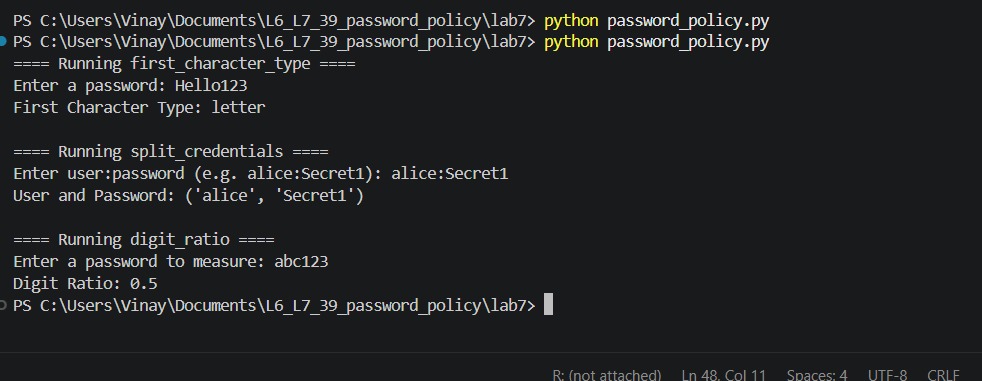 PS C:\Users\Vinay\Documents\L6_L7_39_password_policy\lab7> python password_policy.py
PS C:\Users\Vinay\Documents\L6_L7_39_password_policy\lab7> python password_policy.py
==== Running first_character_type ====
Enter a password: Hello123
First Character Type: letter

==== Running split_credentials ====
Enter user:password (e.g. alice:Secret1): alice:Secret1
User and Password: ('alice', 'Secret1')

==== Running digit_ratio ====
Enter a password to measure: abc123
Digit Ratio: 0.5
PS C:\Users\Vinay\Documents\L6_L7_39_password_policy\lab7>
R: (not attached) Ln 48, Col 11 Spaces: 4 UTF-8 CRLF